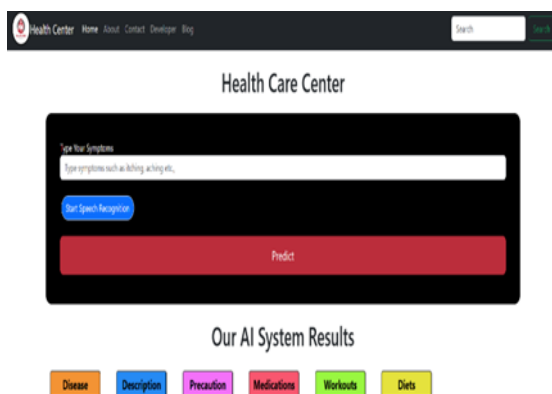 Health Center Home About Contact Developer Blog Search Search
Health Care Center
Type Your Symptoms
Type symptoms such as itching, aching etc.,
Start Speech Recognition
Predict
Our AI System Results
Disease Description Precaution Medications Workouts Diets